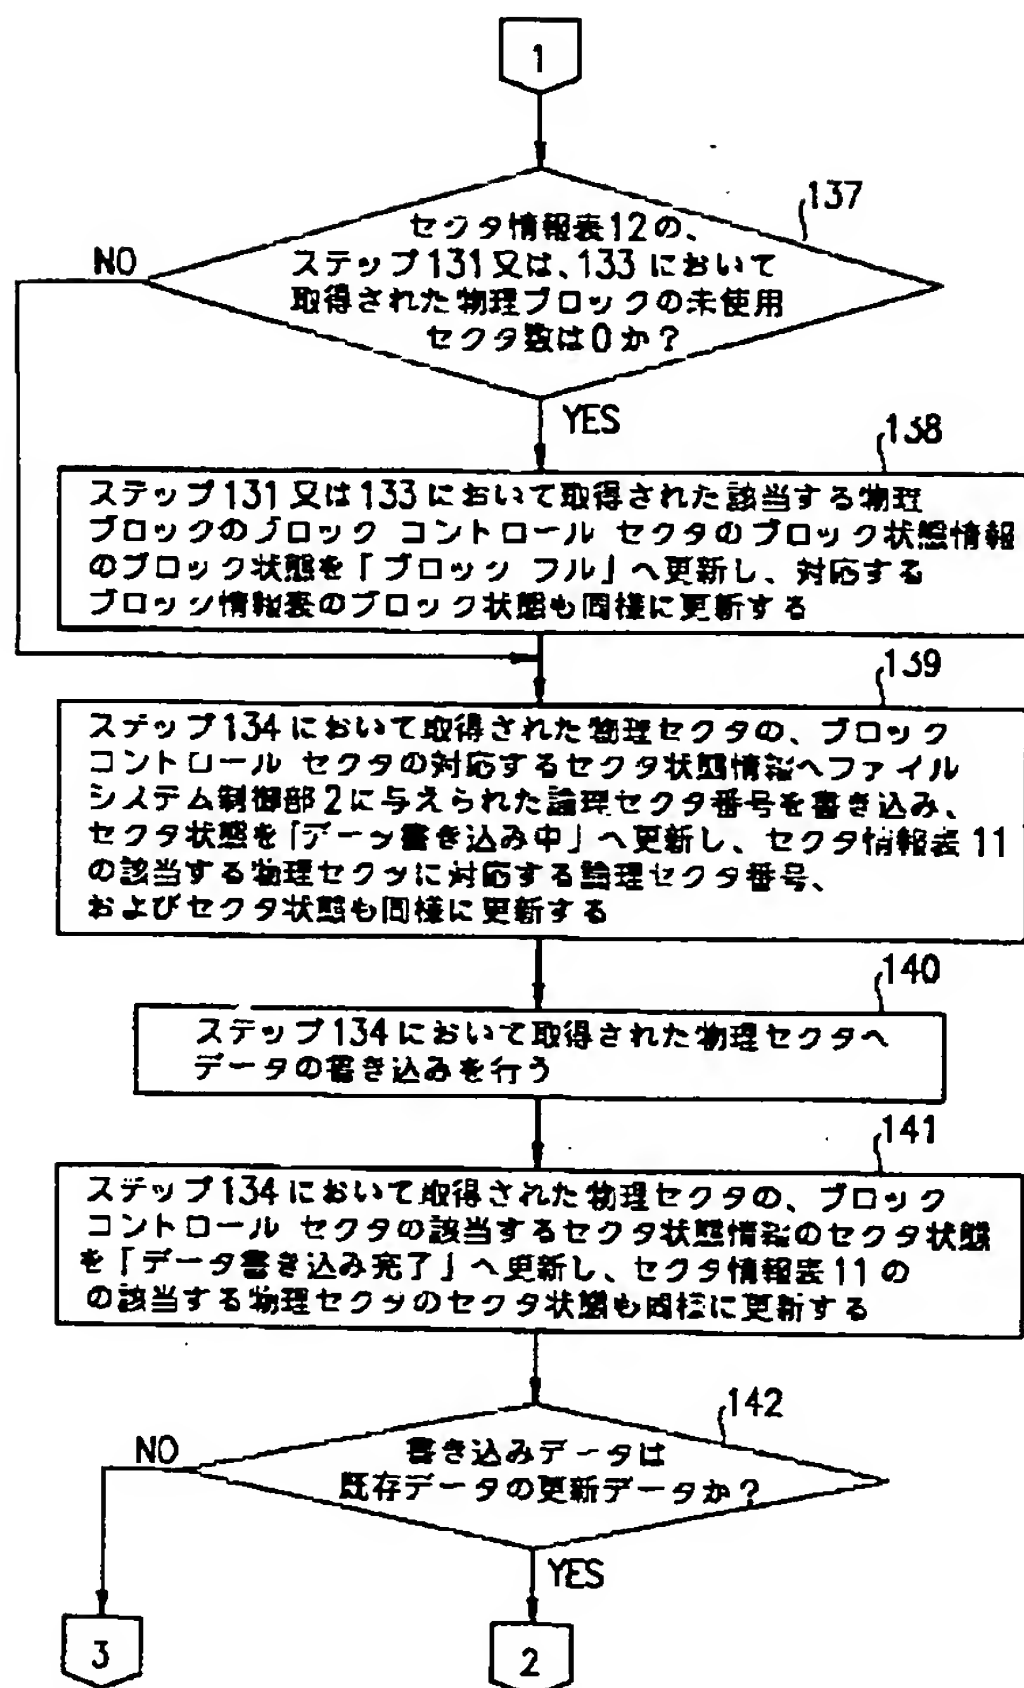 1
137
セクタ情報表12の、
ステップ131又は、133において
取得された物理ブロックの未使用
セクタ数は0か?
NO
YES
138
ステップ131又は133において取得された該当する物理
ブロックのブロック コントロール セクタのブロック状態情報
のブロック状態を「ブロック フル」へ更新し、対応する
ブロック情報表のブロック状態も同様に更新する
139
ステップ134において取得された物理セクタの、ブロック
コントロール セクタの対応するセクタ状態情報へファイル
システム制御部2に与えられた論理セクタ番号を書き込み、
セクタ状態を「データ書き込み中」へ更新し、セクタ情報表11
の該当する物理セクタに対応する論理セクタ番号、
およびセクタ状態も同様に更新する
140
ステップ134において取得された物理セクタへ
データの書き込みを行う
141
ステップ134において取得された物理セクタの、ブロック
コントロール セクタの該当するセクタ状態情報のセクタ状態
を「データ書き込み完了」へ更新し、セクタ情報表11の
の該当する物理セクタのセクタ状態も同様に更新する
142
書き込みデータは
既存データの更新データか?
NO
YES
3
2